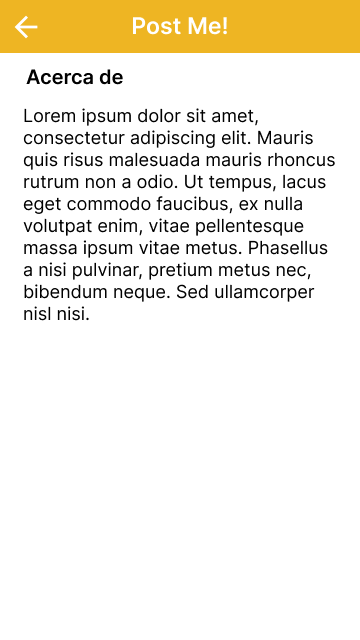 Post Me!
Acerca de
Lorem ipsum dolor sit amet,
consectetur adipiscing elit. Mauris
quis risus malesuada mauris rhoncus
rutrum non a odio. Ut tempus, lacus
eget commodo faucibus, ex nulla
volutpat enim, vitae pellentesque
massa ipsum vitae metus. Phasellus
a nisi pulvinar, pretium metus nec,
bibendum neque. Sed ullamcorper
nisl nisi.